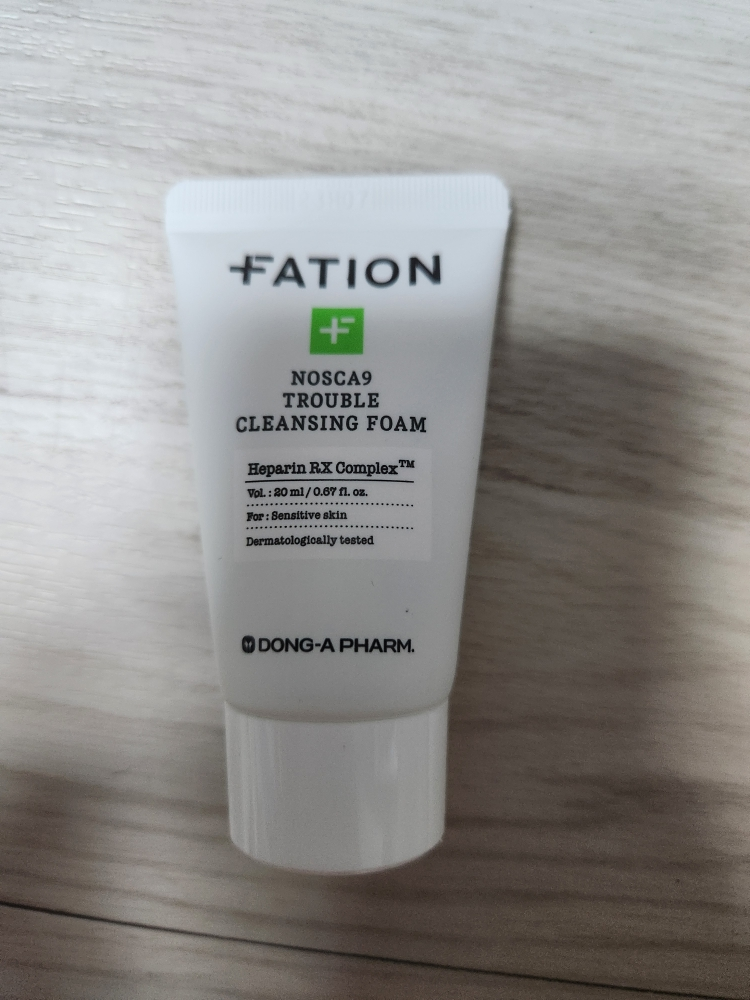 FATION
+F
NOSCA9
TROUBLE
CLEANSING FOAM
Heparin RX Complex™
Vol. : 20 ml / 0.67 fl. oz.
For : Sensitive skin
Dermatologically tested
DONG-A PHARM.